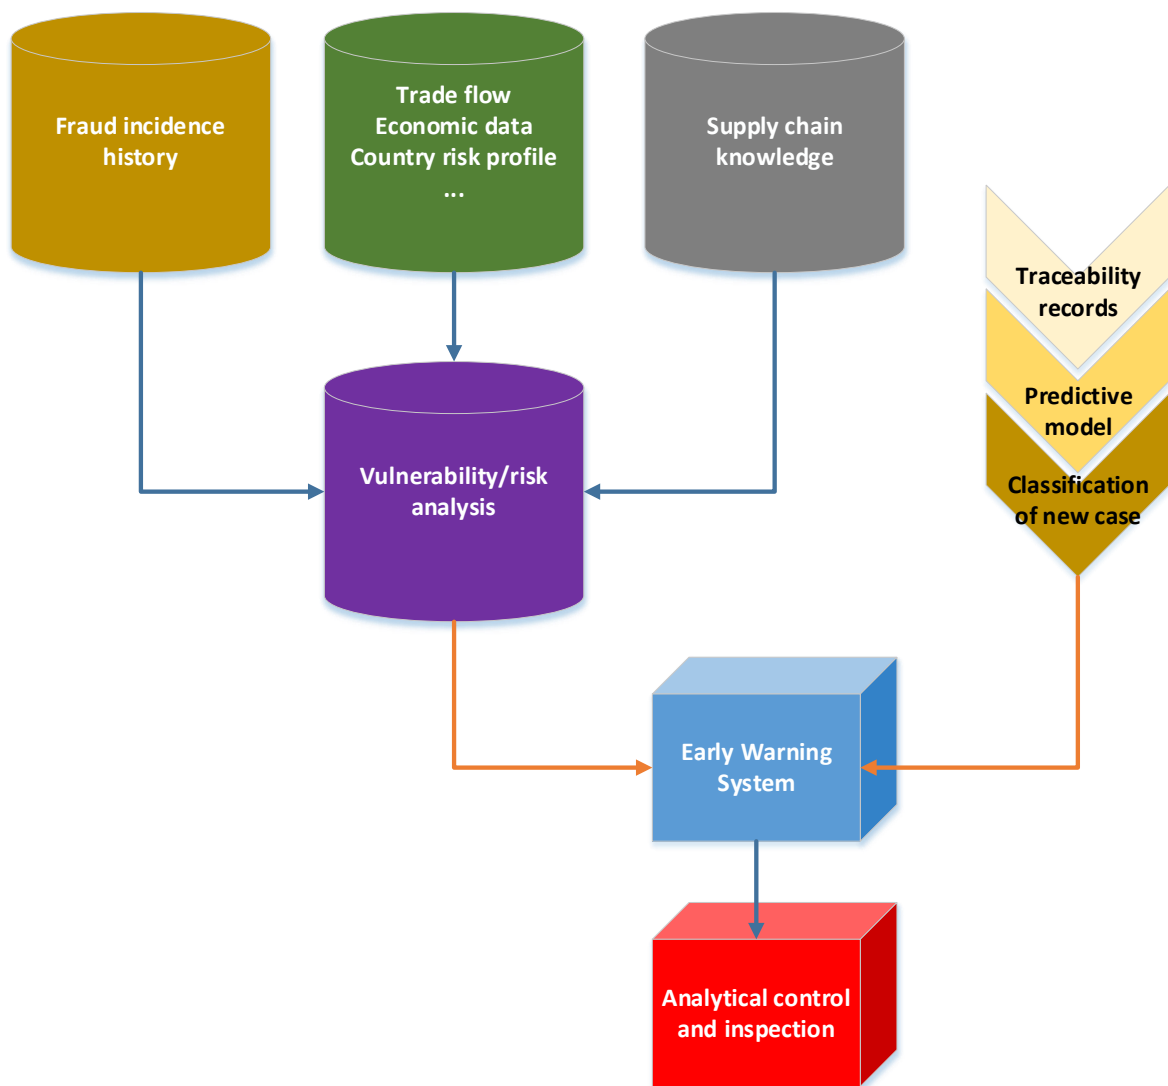 Fraud incidence
history
Trade flow
Economic data
Country risk profile
...
Supply chain
knowledge
Traceability
records
Predictive
model
Classification
of new case
Vulnerability/risk
analysis
Early Warning
System
Analytical control
and inspection